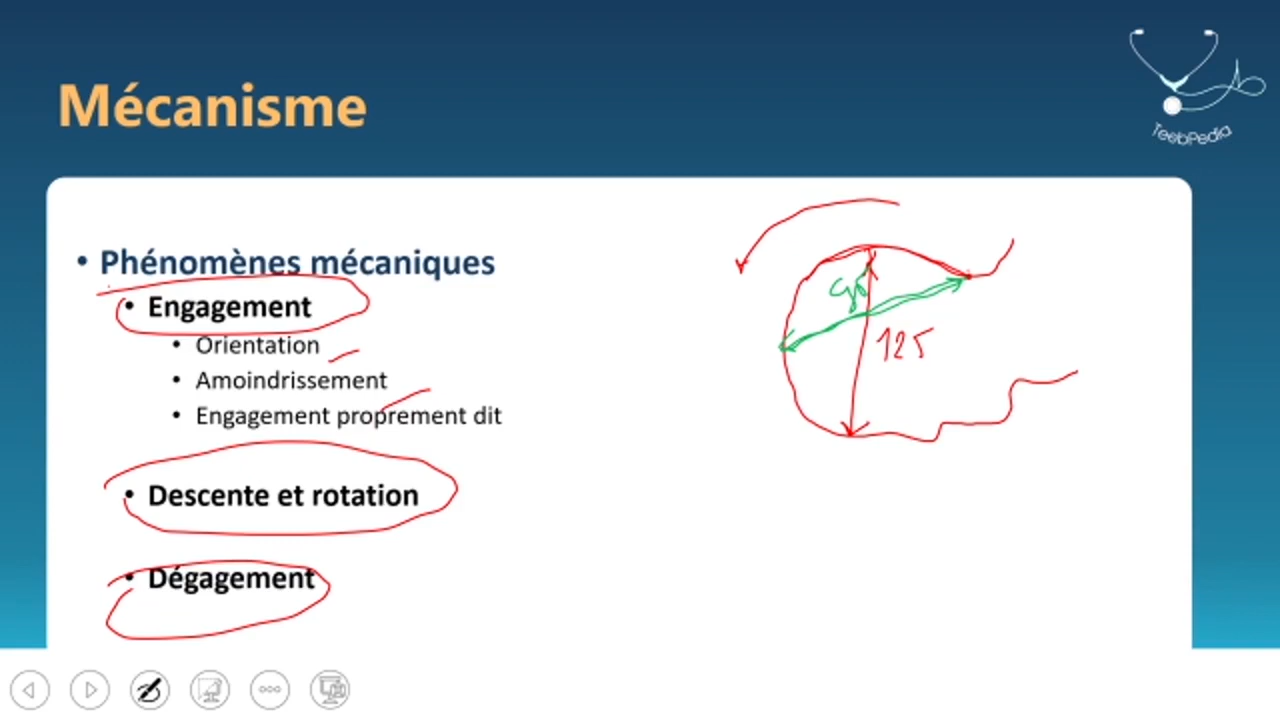 Mécanisme
TeebPedia
• Phénomènes mécaniques
• Engagement
• Orientation
• Amoindrissement
• Engagement proprement dit
• Descente et rotation
• Dégagement
125